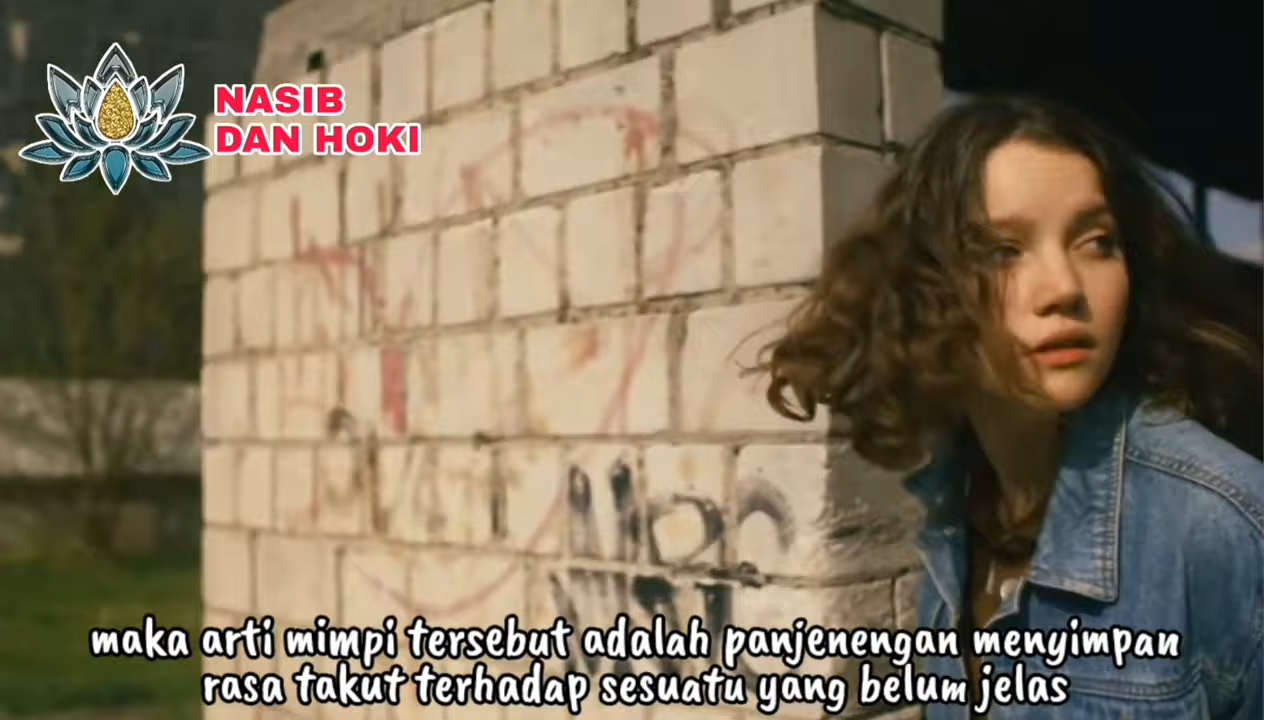 NASIB
DAN HOKI
maka arti mimpi tersebut adalah panjenengan menyimpan
rasa takut terhadap sesuatu yang belum jelas